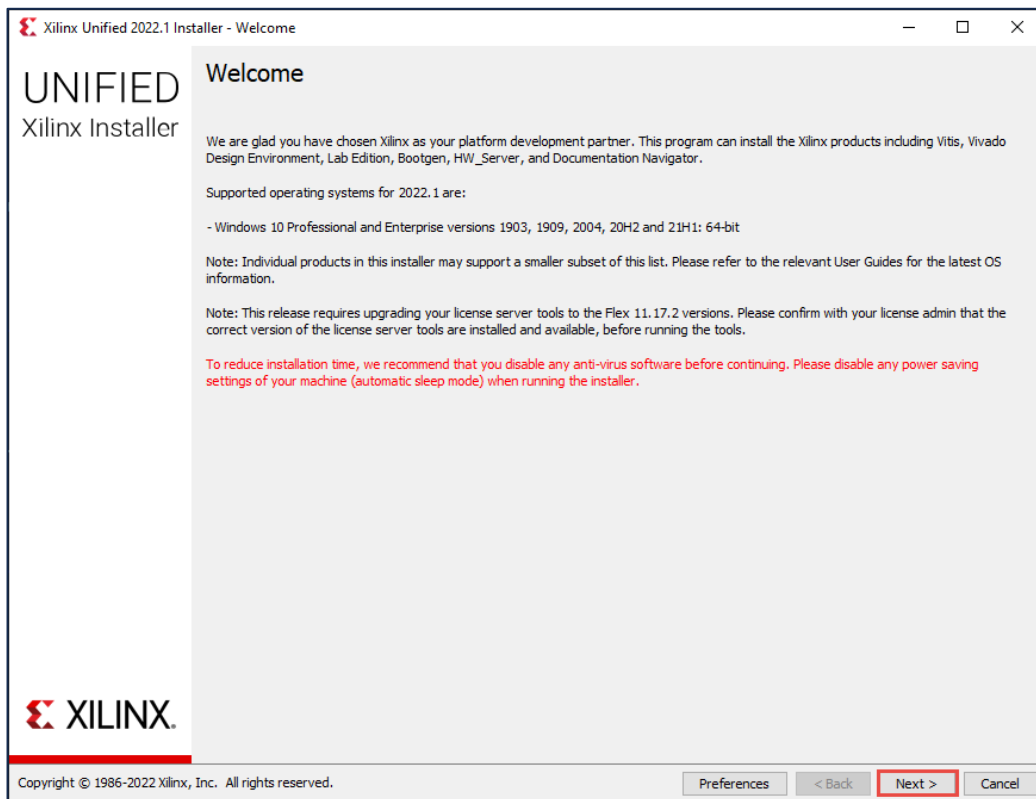 Xilinx Unified 2022.1 Installer - Welcome
UNIFIED
Xilinx Installer
Welcome
We are glad you have chosen Xilinx as your platform development partner. This program can install the Xilinx products including Vitis, Vivado
Design Environment, Lab Edition, Bootgen, HW_Server, and Documentation Navigator.
Supported operating systems for 2022.1 are:
- Windows 10 Professional and Enterprise versions 1903, 1909, 2004, 20H2 and 21H1: 64-bit
Note: Individual products in this installer may support a smaller subset of this list. Please refer to the relevant User Guides for the latest OS
information.
Note: This release requires upgrading your license server tools to the Flex 11.17.2 versions. Please confirm with your license admin that the
correct version of the license server tools are installed and available, before running the tools.
To reduce installation time, we recommend that you disable any anti-virus software before continuing. Please disable any power saving
settings of your machine (automatic sleep mode) when running the installer.
XILINX.
Copyright © 1986-2022 Xilinx, Inc. All rights reserved.
Preferences
< Back
Next >
Cancel